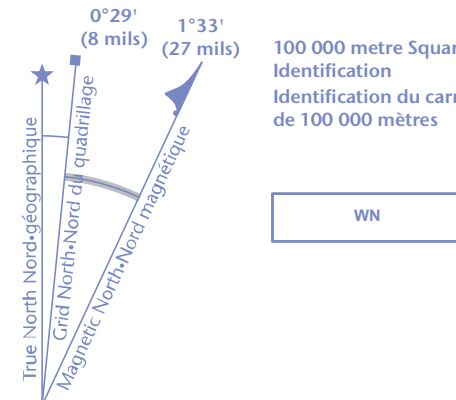 0°29'
(8 mils)
1°33'
(27 mils)
True North Nord•géographique
Grid North•Nord du quadrillage
Magnetic North•Nord magnétique
100 000 metre Squar
Identification
Identification du carr
de 100 000 mètres
WN